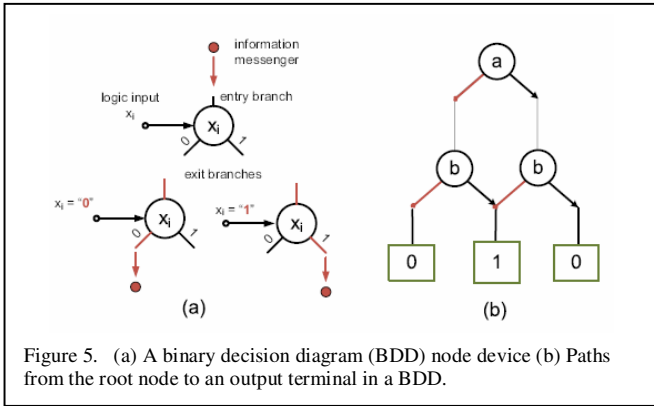 information
messenger
logic input
xi
entry branch
Xi
0 1
exit branches
xi = "0"
Xi
0 1
xi = "1"
Xi
0 1
(a)
a
b b
0 1 0
(b)
Figure 5. (a) A binary decision diagram (BDD) node device (b) Paths
from the root node to an output terminal in a BDD.